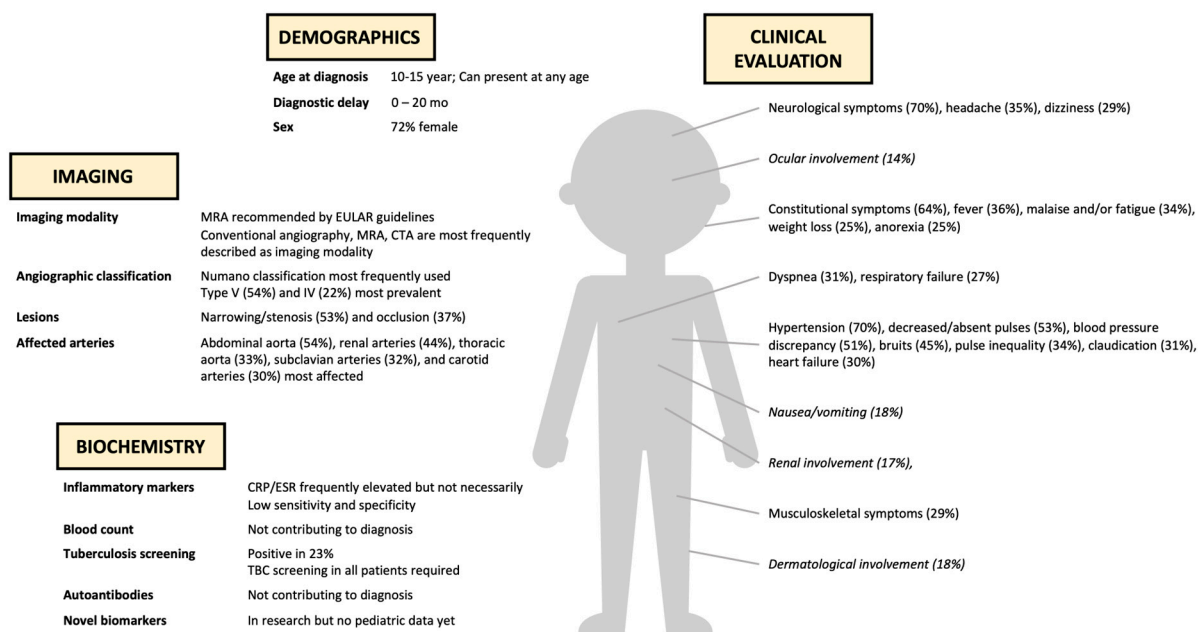 DEMOGRAPHICS
Age at diagnosis 10-15 year; Can present at any age
Diagnostic delay 0 – 20 mo
Sex 72% female
IMAGING
Imaging modality MRA recommended by EULAR guidelines
Conventional angiography, MRA, CTA are most frequently
described as imaging modality
Angiographic classification Numano classification most frequently used
Type V (54%) and IV (22%) most prevalent
Lesions Narrowing/stenosis (53%) and occlusion (37%)
Affected arteries Abdominal aorta (54%), renal arteries (44%), thoracic
aorta (33%), subclavian arteries (32%), and carotid
arteries (30%) most affected
BIOCHEMISTRY
Inflammatory markers CRP/ESR frequently elevated but not necessarily
Low sensitivity and specificity
Blood count Not contributing to diagnosis
Tuberculosis screening Positive in 23%
TBC screening in all patients required
Autoantibodies Not contributing to diagnosis
Novel biomarkers In research but no pediatric data yet
CLINICAL
EVALUATION
Neurological symptoms (70%), headache (35%), dizziness (29%)
Ocular involvement (14%)
Constitutional symptoms (64%), fever (36%), malaise and/or fatigue (34%),
weight loss (25%), anorexia (25%)
Dyspnea (31%), respiratory failure (27%)
Hypertension (70%), decreased/absent pulses (53%), blood pressure
discrepancy (51%), bruits (45%), pulse inequality (34%), claudication (31%),
heart failure (30%)
Nausea/vomiting (18%)
Renal involvement (17%),
Musculoskeletal symptoms (29%)
Dermatological involvement (18%)